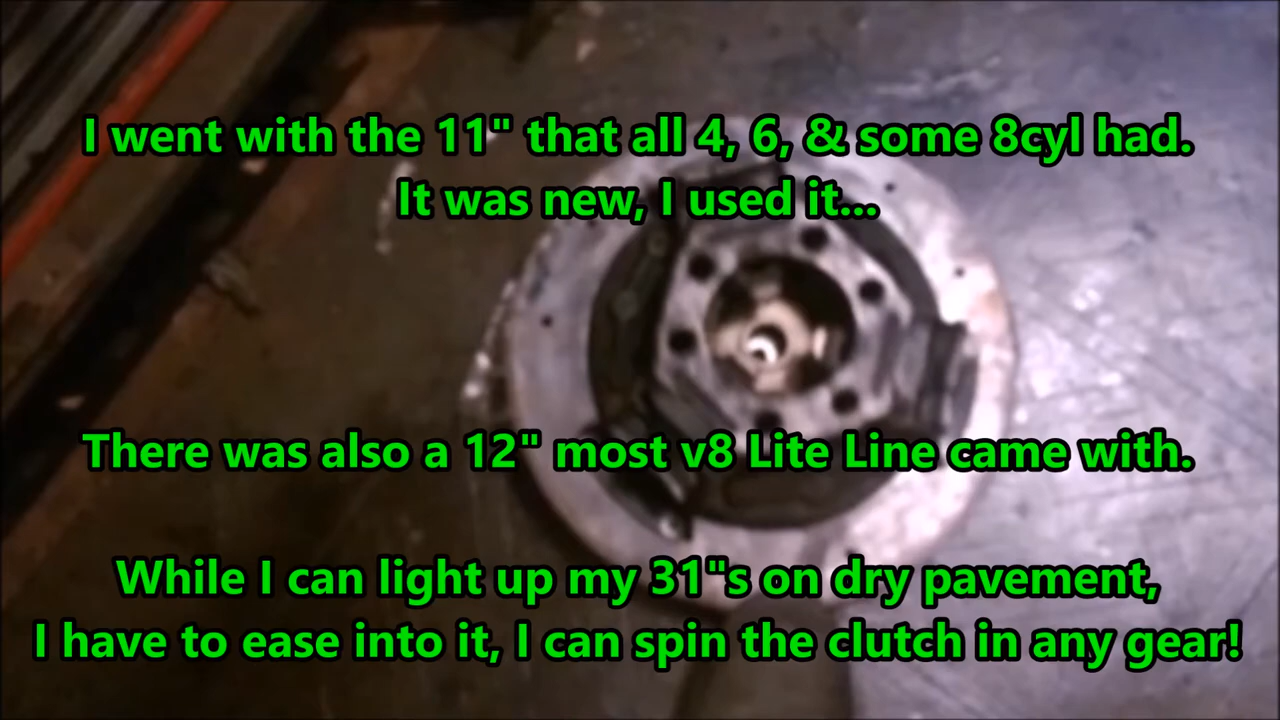 I went with the 11" that all 4, 6, & some 8cyl had.
It was new, I used it...
There was also a 12" most v8 Lite Line came with.
While I can light up my 31"s on dry pavement,
I have to ease into it, I can spin the clutch in any gear!